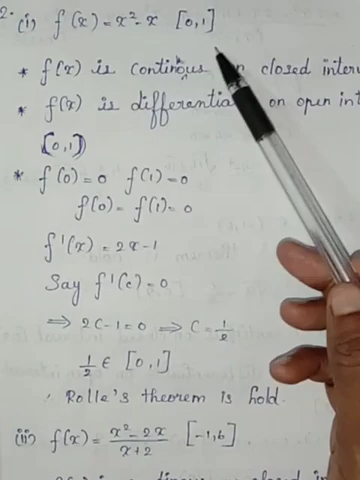 2. (i) f(x) = x² - x [0,1]
* f(x) is continous on closed
* f(x) is differentia on open
[0,1]
* f(0) = 0 f(1) = 0
f(0) = f(1) = 0
f'(x) = 2x - 1
Say f'(c) = 0
⟹ 2C - 1 = 0 ⟹ C = 1/2
1/2 ∈ [0,1]
∴ Rolle's theorem is hold.
(ii) f(x) = x² - 2x / x + 2 [-1,6]